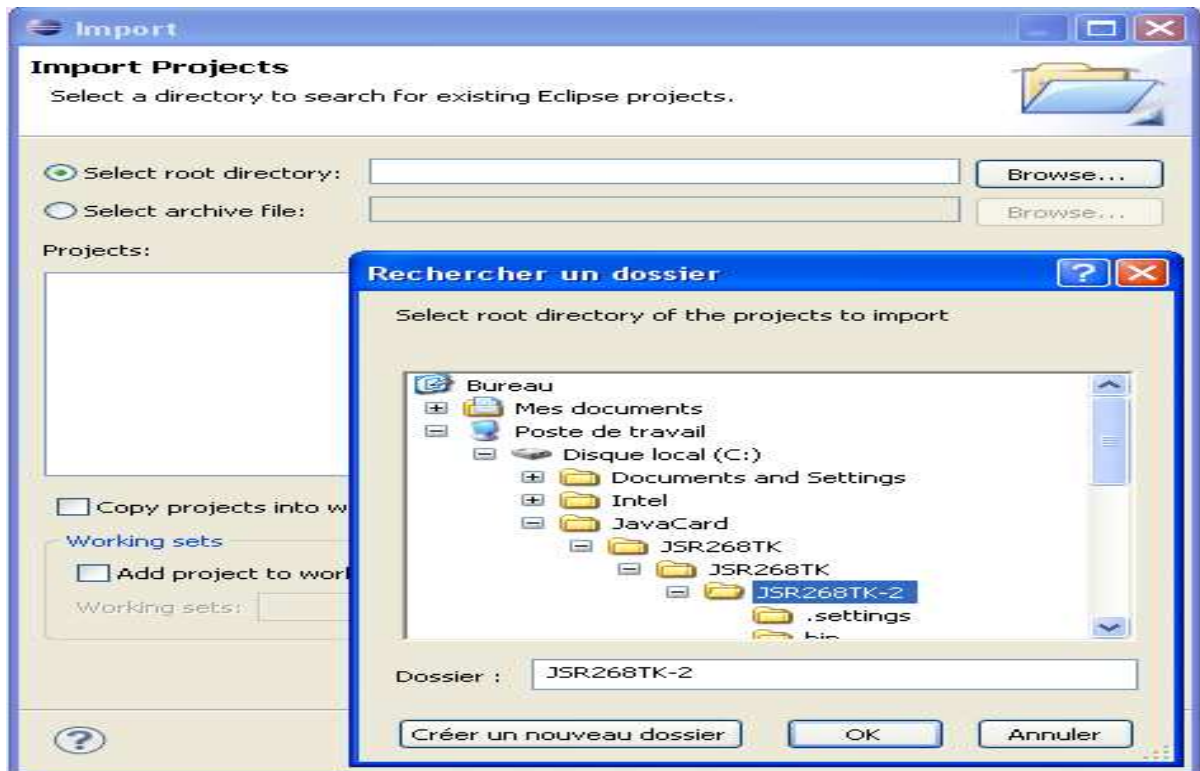 Import
Import Projects
Select a directory to search for existing Eclipse projects.
Select root directory:
Browse...
Select archive file:
Browse...
Projects:
Copy projects into w
Working sets
Add project to work
Working sets:
Rechercher un dossier
Select root directory of the projects to import
Bureau
Mes documents
Poste de travail
Disque local (C:)
Documents and Settings
Intel
JavaCard
JSR268TK
JSR268TK
JSR268TK-2
.settings
bin
Dossier : JSR268TK-2
Créer un nouveau dossier
OK
Annuler